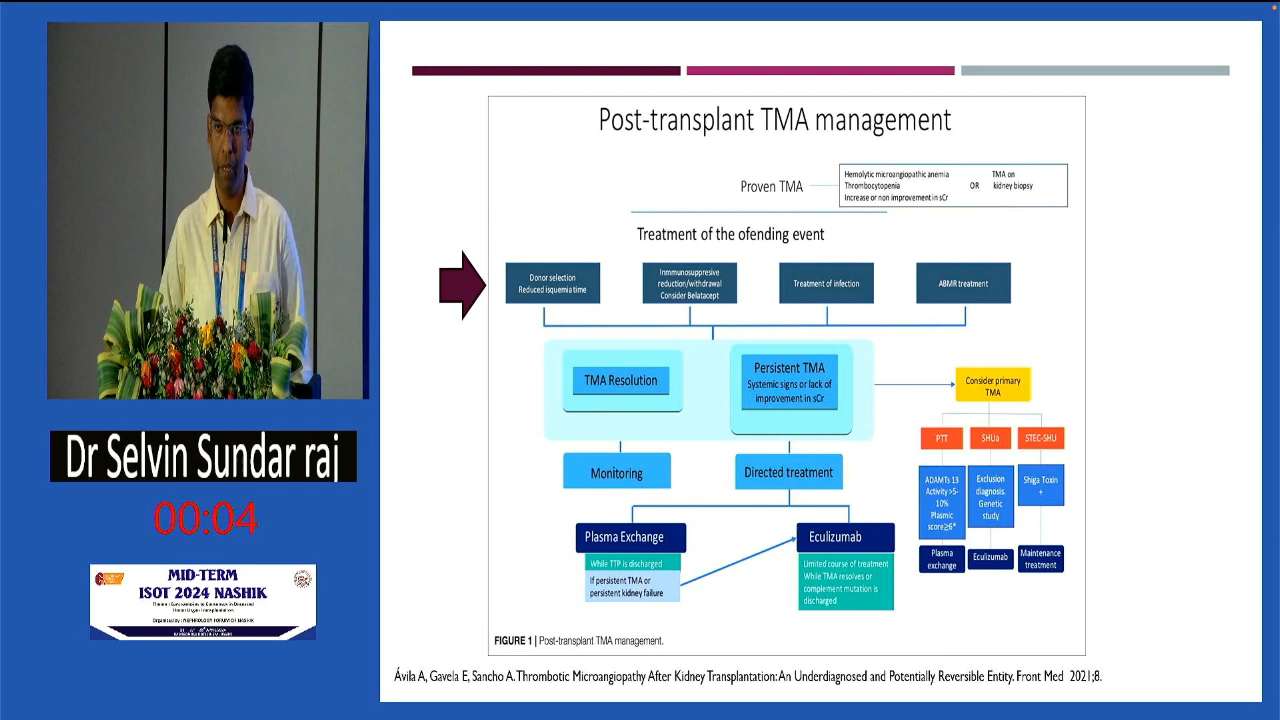 Post-transplant TMA management
Proven TMA
Hemolytic microangiopathic anemia
Thrombocytopenia
Increase or non improvement in sCr
OR
TMA on
kidney biopsy
Treatment of the ofending event
Donor selection
Reduced isquemia time
Inmmunosuppresive
reduction/withdrawal
Consider Belatacept
Treatment of infection
ABMR treatment
TMA Resolution
Persistent TMA
Systemic signs or lack of
improvement in sCr
Consider primary
TMA
PTT
SHUa
STEC-SHU
Monitoring
Directed treatment
ADAMTs 13
Activity >5-
10%
Plasmic
score≥6*
Exclusion
diagnosis.
Genetic
study
Shiga Toxin
+
Plasma Exchange
While TTP is discharged
If persistent TMA or
persistent kidney failure
Eculizumab
Limited course of treatment
While TMA resolves or
complement mutation is
discharged
Plasma
exchange
Eculizumab
Maintenance
treatment
FIGURE 1 | Post-transplant TMA management.
Ávila A, Gavela E, Sancho A. Thrombotic Microangiopathy After Kidney Transplantation: An Underdiagnosed and Potentially Reversible Entity. Front Med 2021;8.
Dr Selvin Sundar raj
00:04
MID-TERM
ISOT 2024 NASHIK